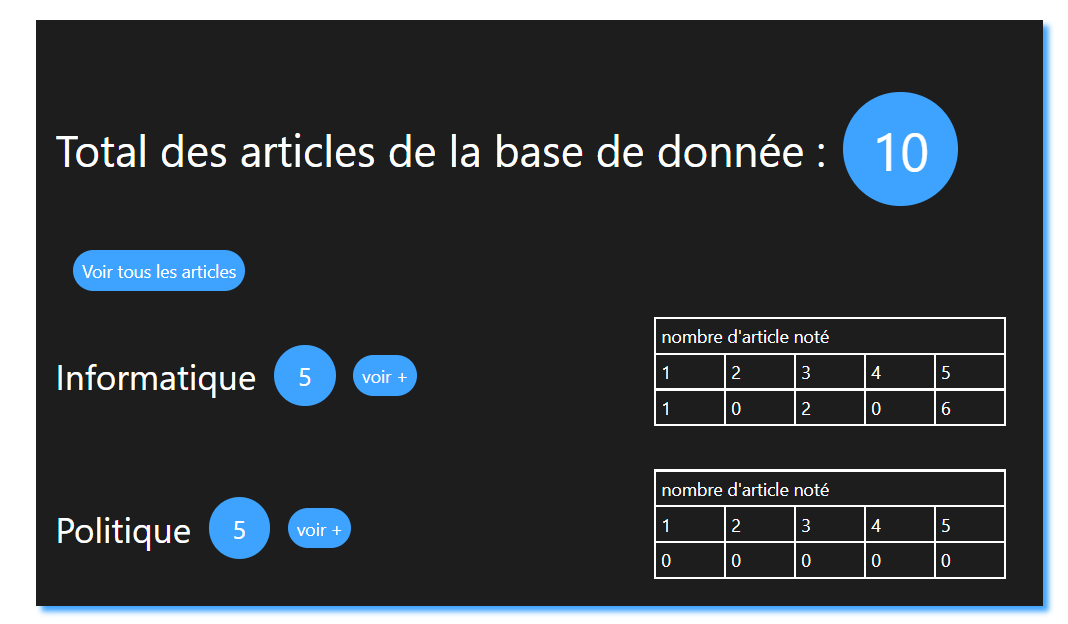 Total des articles de la base de donnée : 10
Voir tous les articles
Informatique 5 voir +
nombre d'article noté
1 2 3 4 5
1 0 2 0 6
Politique 5 voir +
nombre d'article noté
1 2 3 4 5
0 0 0 0 0